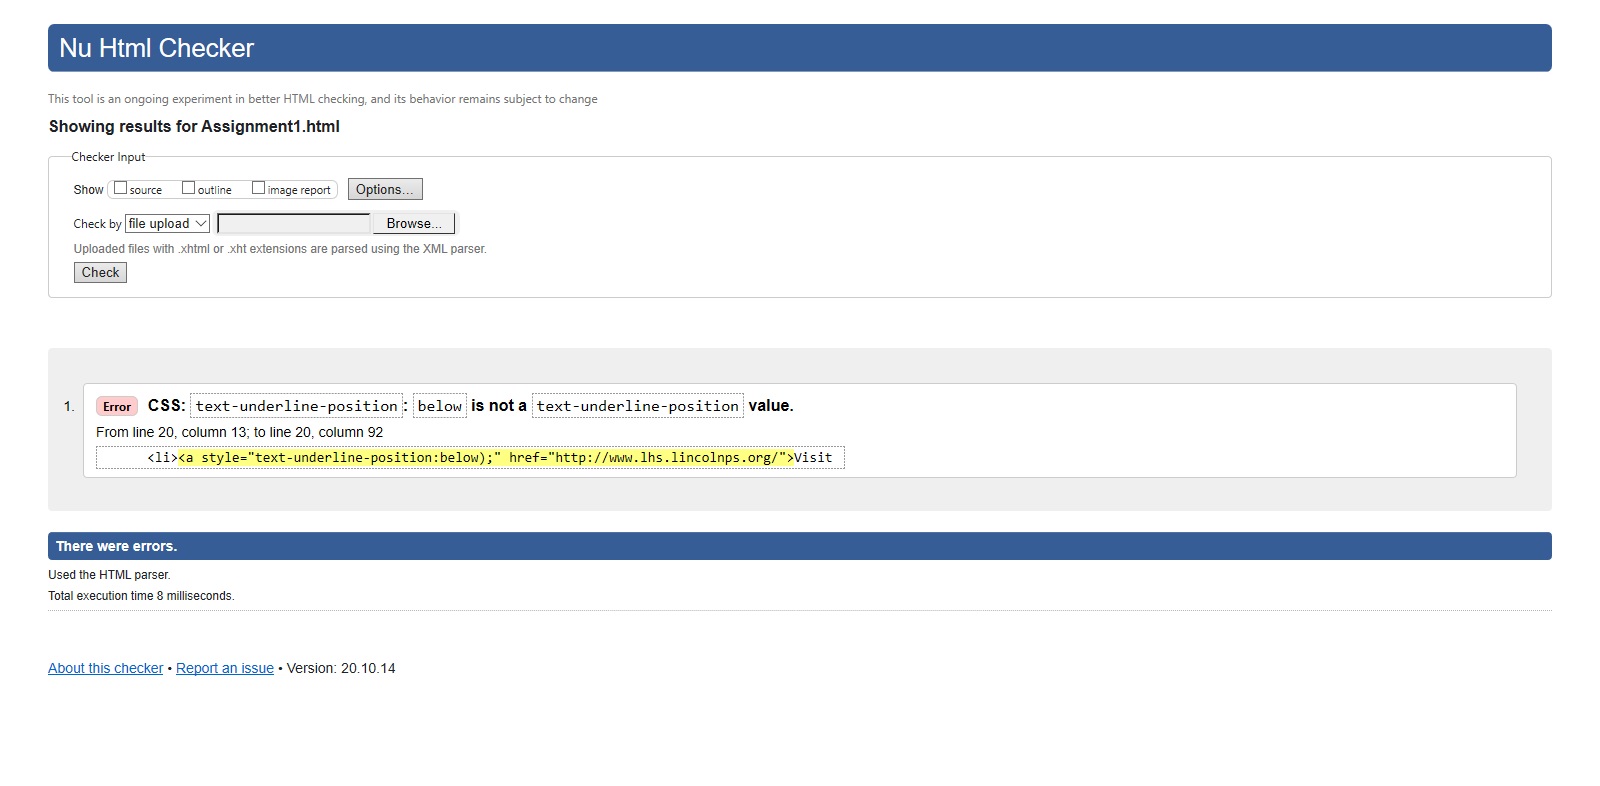 Nu Html Checker
This tool is an ongoing experiment in better HTML checking, and its behavior remains subject to change
Showing results for Assignment1.html
Checker Input
Show source outline image report Options...
Check by file upload Browse...
Uploaded files with .xhtml or .xht extensions are parsed using the XML parser.
Check
1. Error CSS: text-underline-position: below is not a text-underline-position value.
From line 20, column 13; to line 20, column 92
<li><a style="text-underline-position:below);" href="http://www.lhs.lincolnps.org/">Visit
There were errors.
Used the HTML parser.
Total execution time 8 milliseconds.
About this checker • Report an issue • Version: 20.10.14